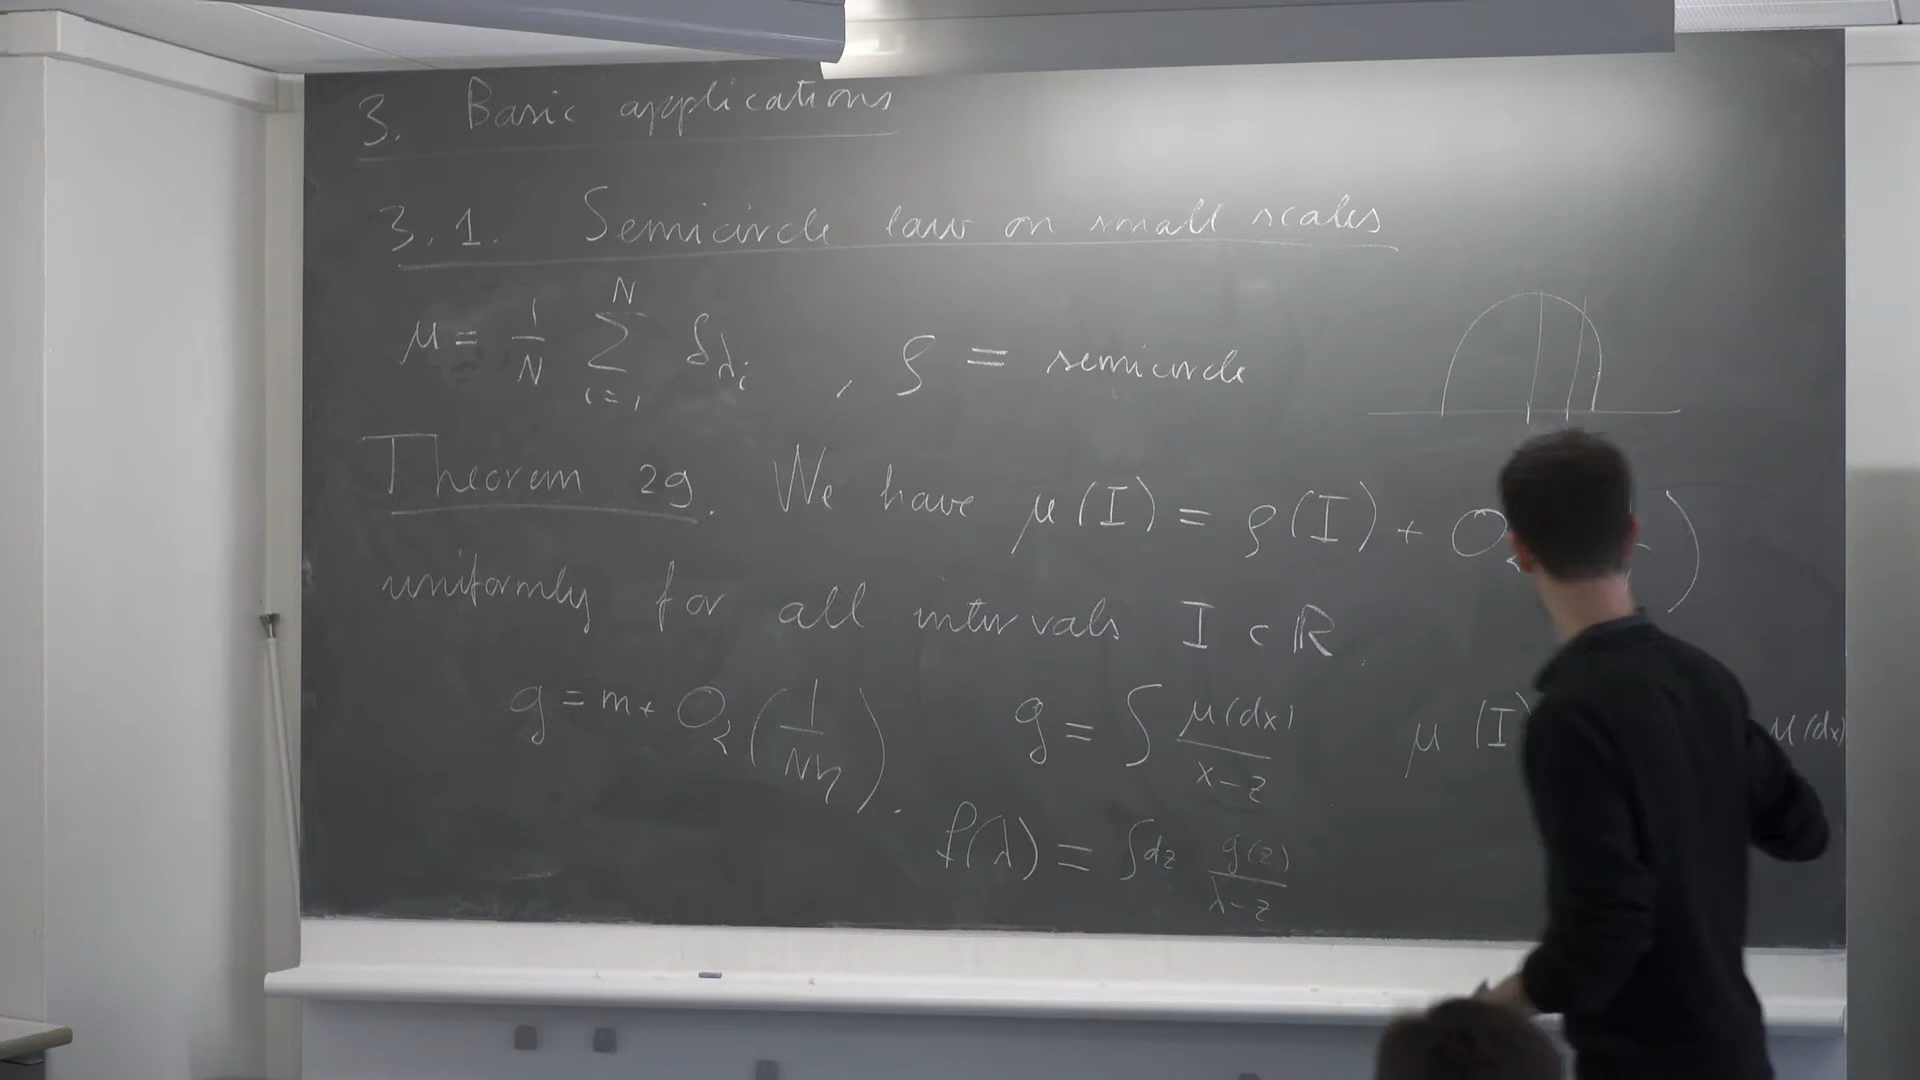 3. Basic applications
3.1. Semicircle law on small scales
μ = 1/N ∑_{i=1}^{N} δ_{λ_i} , ρ = semicircle
Theorem 29. We have μ(I) = ρ(I) + O )
uniformly for all intervals I ⊂ ℝ.
g = m + O_≺(1/(Nη)). g = ∫ μ(dx)/(x-z) μ(I) μ(dx)
f(λ) = ∫dz g(z)/(λ-z)